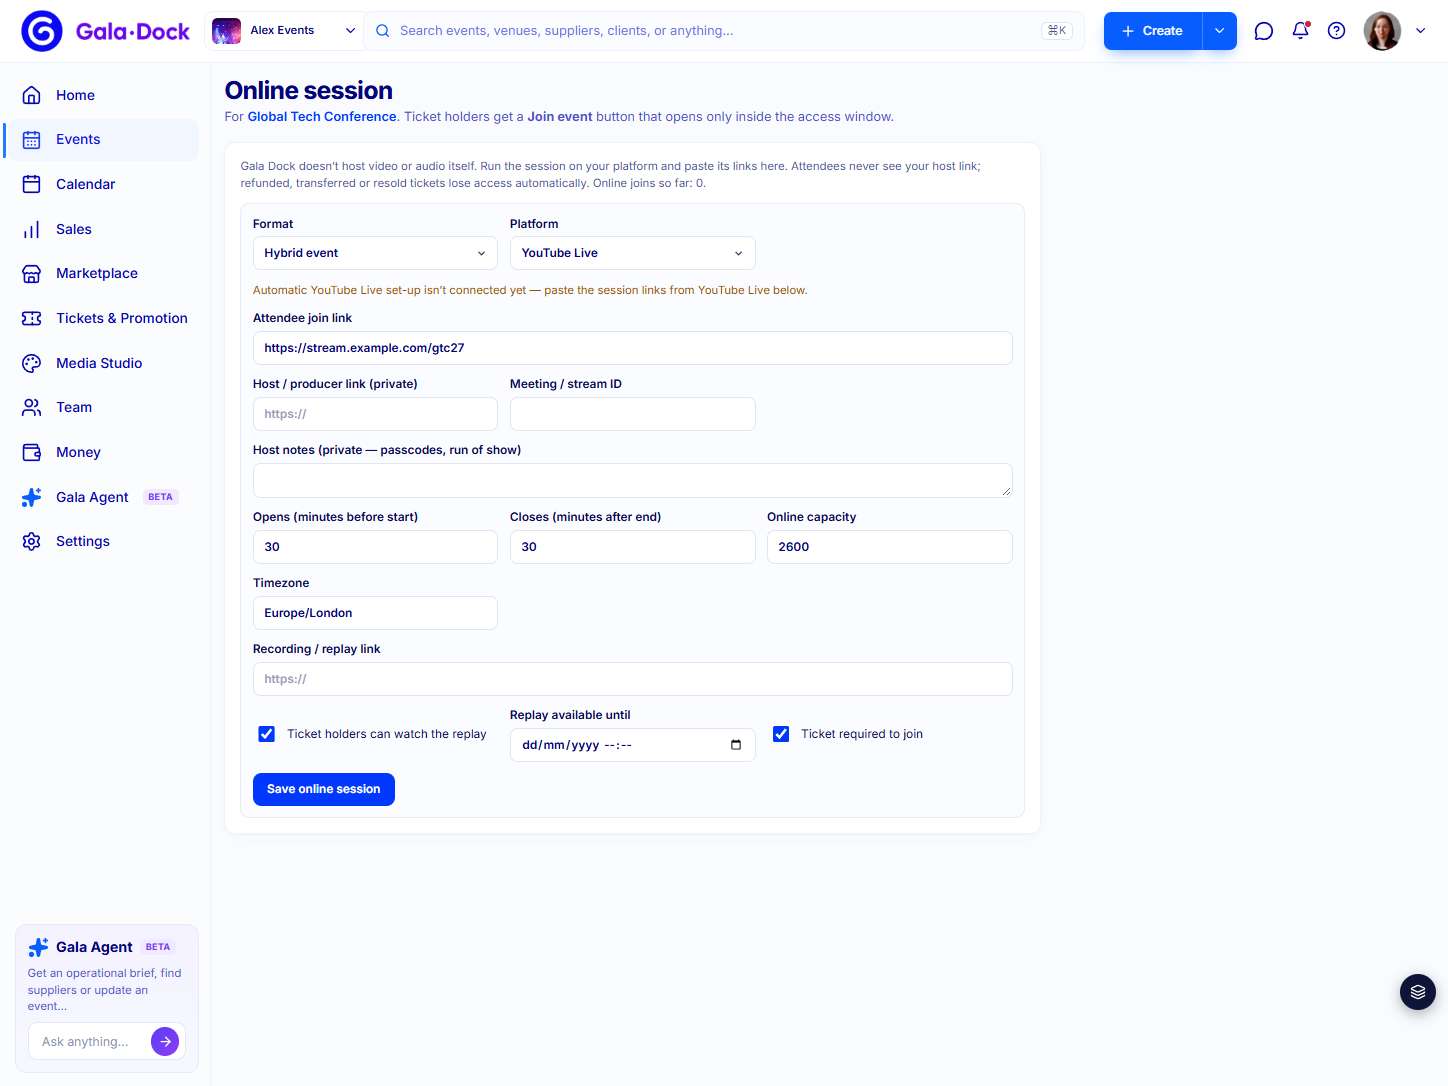 Gala·Dock
Alex Events
Search events, venues, suppliers, clients, or anything...
⌘K
Create
Home
Events
Calendar
Sales
Marketplace
Tickets & Promotion
Media Studio
Team
Money
Gala Agent BETA
Settings
Online session
For Global Tech Conference. Ticket holders get a Join event button that opens only inside the access window.
Gala Dock doesn't host video or audio itself. Run the session on your platform and paste its links here. Attendees never see your host link;
refunded, transferred or resold tickets lose access automatically. Online joins so far: 0.
Format
Platform
Hybrid event
YouTube Live
Automatic YouTube Live set-up isn't connected yet — paste the session links from YouTube Live below.
Attendee join link
https://stream.example.com/gtc27
Host / producer link (private)
Meeting / stream ID
https://
Host notes (private — passcodes, run of show)
Opens (minutes before start)
Closes (minutes after end)
Online capacity
30
30
2600
Timezone
Europe/London
Recording / replay link
https://
Ticket holders can watch the replay
Replay available until
dd/mm/yyyy --:--
Ticket required to join
Save online session
Gala Agent BETA
Get an operational brief, find
suppliers or update an
event...
Ask anything...